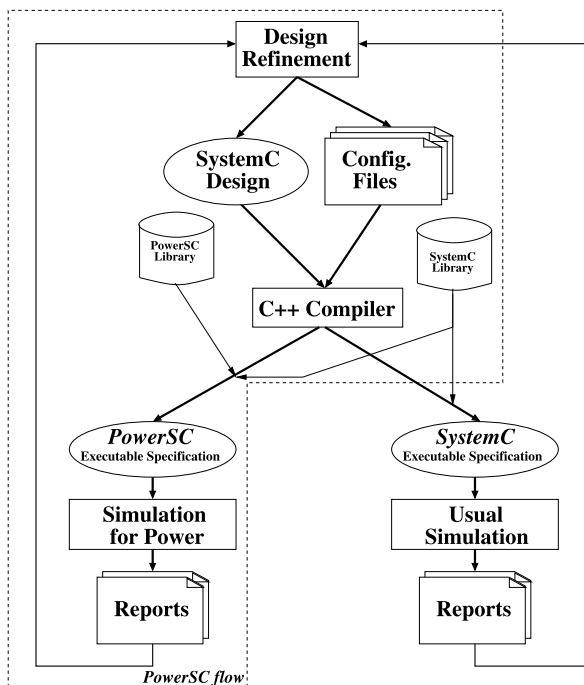 Design
Refinement
SystemC
Design
Config.
Files
PowerSC
Library
SystemC
Library
C++ Compiler
PowerSC
Executable Specification
SystemC
Executable Specification
Simulation
for Power
Usual
Simulation
Reports
Reports
PowerSC flow